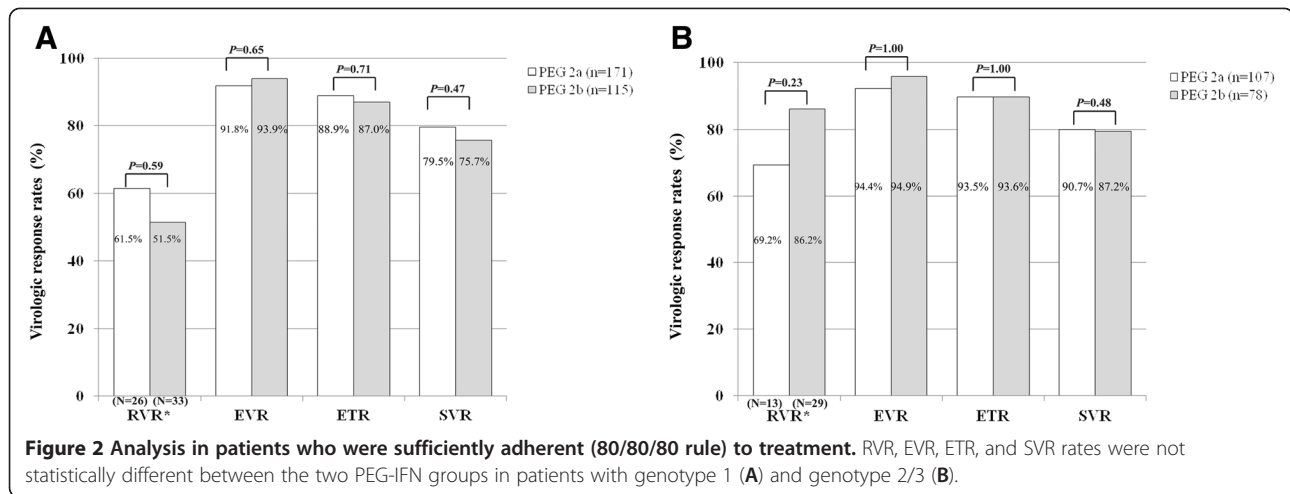 A
P=0.65
P=0.71
P=0.47
P=0.59
PEG 2a (n=171)
PEG 2b (n=115)
Virologic response rates (%)
100
80
60
40
20
0
61.5% 51.5%
91.8% 93.9%
88.9% 87.0%
79.5% 75.7%
(N=26) (N=33)
RVR* EVR ETR SVR
B
P=1.00
P=1.00
P=0.23
P=0.48
PEG 2a (n=107)
PEG 2b (n=78)
Virologic response rates (%)
100
80
60
40
20
0
69.2% 86.2%
94.4% 94.9%
93.5% 93.6%
90.7% 87.2%
(N=13) (N=29)
RVR* EVR ETR SVR
Figure 2 Analysis in patients who were sufficiently adherent (80/80/80 rule) to treatment. RVR, EVR, ETR, and SVR rates were not
statistically different between the two PEG-IFN groups in patients with genotype 1 (A) and genotype 2/3 (B).